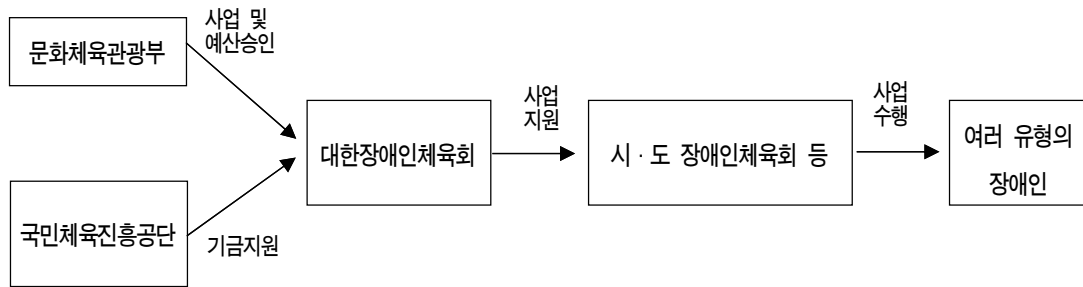 사업 및
예산승인
문화체육관광부
사업
지원
사업
수행
대한장애인체육회
시·도 장애인체육회 등
여러 유형의
장애인
국민체육진흥공단
기금지원